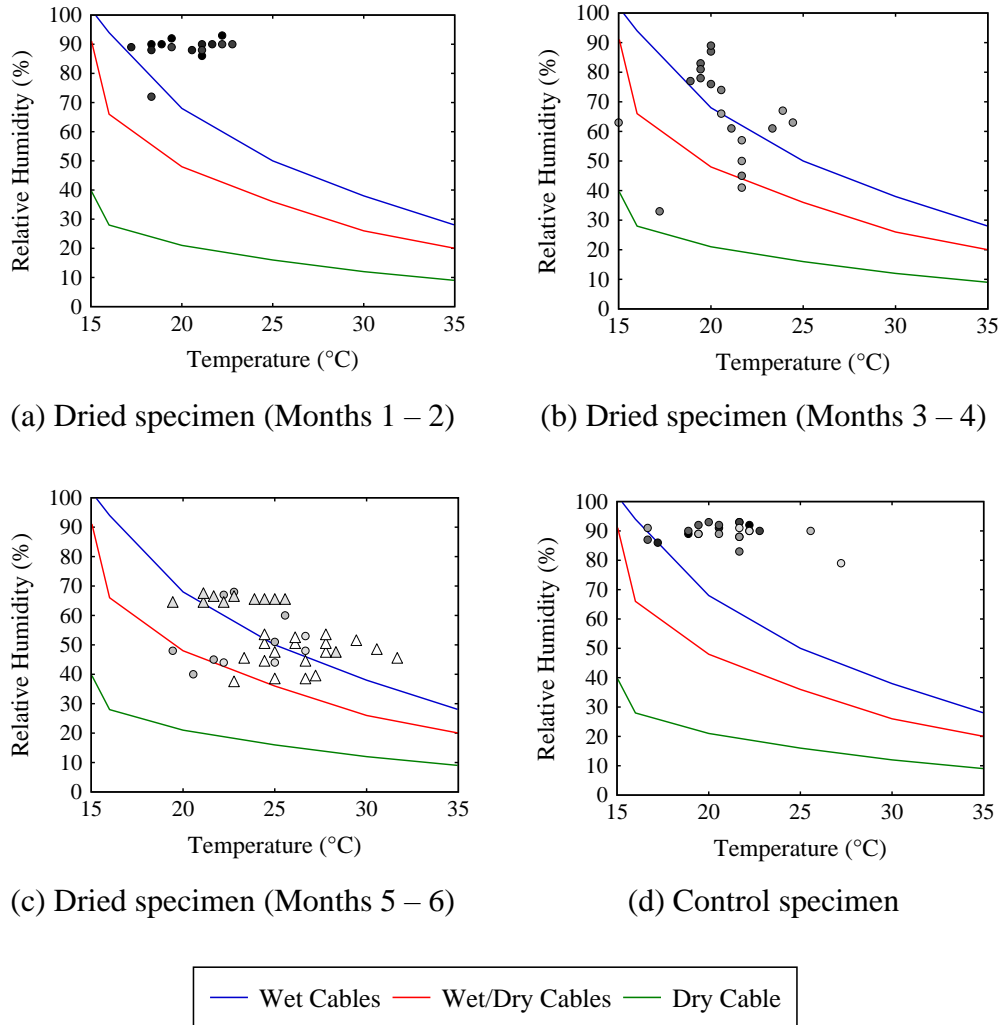 100
90
80
70
60
50
40
30
20
10
0
Relative Humidity (%)
15 20 25 30 35
Temperature (°C)
(a) Dried specimen (Months 1 – 2)
100
90
80
70
60
50
40
30
20
10
0
Relative Humidity (%)
15 20 25 30 35
Temperature (°C)
(b) Dried specimen (Months 3 – 4)
100
90
80
70
60
50
40
30
20
10
0
Relative Humidity (%)
15 20 25 30 35
Temperature (°C)
(c) Dried specimen (Months 5 – 6)
100
90
80
70
60
50
40
30
20
10
0
Relative Humidity (%)
15 20 25 30 35
Temperature (°C)
(d) Control specimen
Wet Cables Wet/Dry Cables Dry Cable